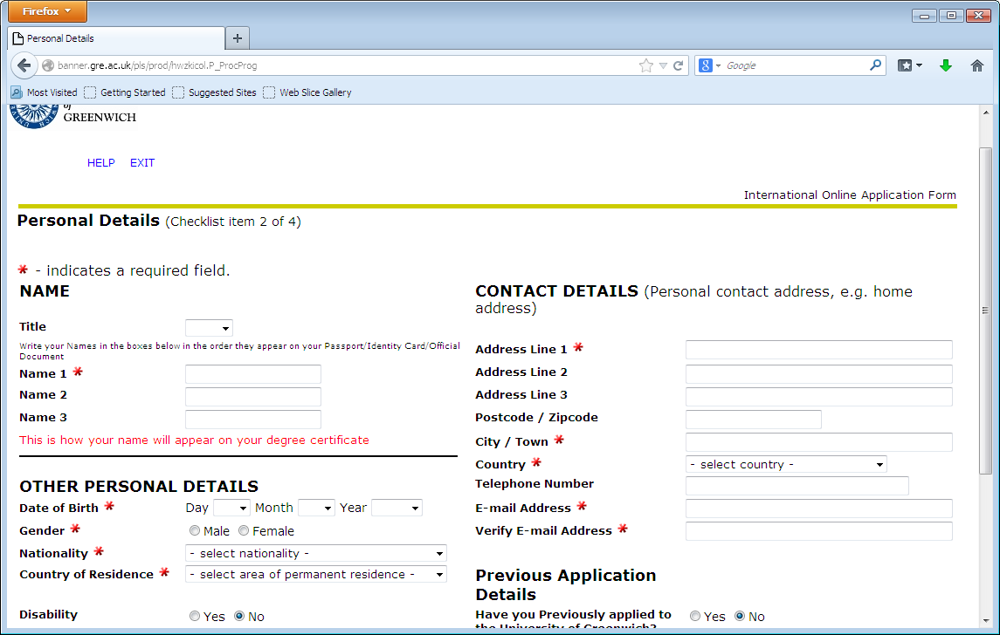 Firefox
Personal Details
banner.gre.ac.uk/pls/prod/hwzkicol.P_ProcProg
Google
Most Visited Getting Started Suggested Sites Web Slice Gallery
of
GREENWICH
HELP EXIT
International Online Application Form
Personal Details (Checklist item 2 of 4)
* - indicates a required field.
NAME
Title
Write your Names in the boxes below in the order they appear on your Passport/Identity Card/Official
Document
Name 1 *
Name 2
Name 3
This is how your name will appear on your degree certificate
OTHER PERSONAL DETAILS
Date of Birth * Day Month Year
Gender * Male Female
Nationality * - select nationality -
Country of Residence * - select area of permanent residence -
Disability Yes No
CONTACT DETAILS (Personal contact address, e.g. home
address)
Address Line 1 *
Address Line 2
Address Line 3
Postcode / Zipcode
City / Town *
Country * - select country -
Telephone Number
E-mail Address *
Verify E-mail Address *
Previous Application
Details
Have you Previously applied to
the University of Greenwich? Yes No